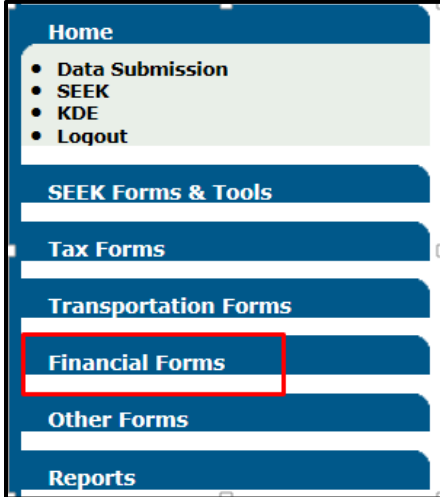 Home
Data Submission
SEEK
KDE
Logout
SEEK Forms & Tools
Tax Forms
Transportation Forms
Financial Forms
Other Forms
Reports